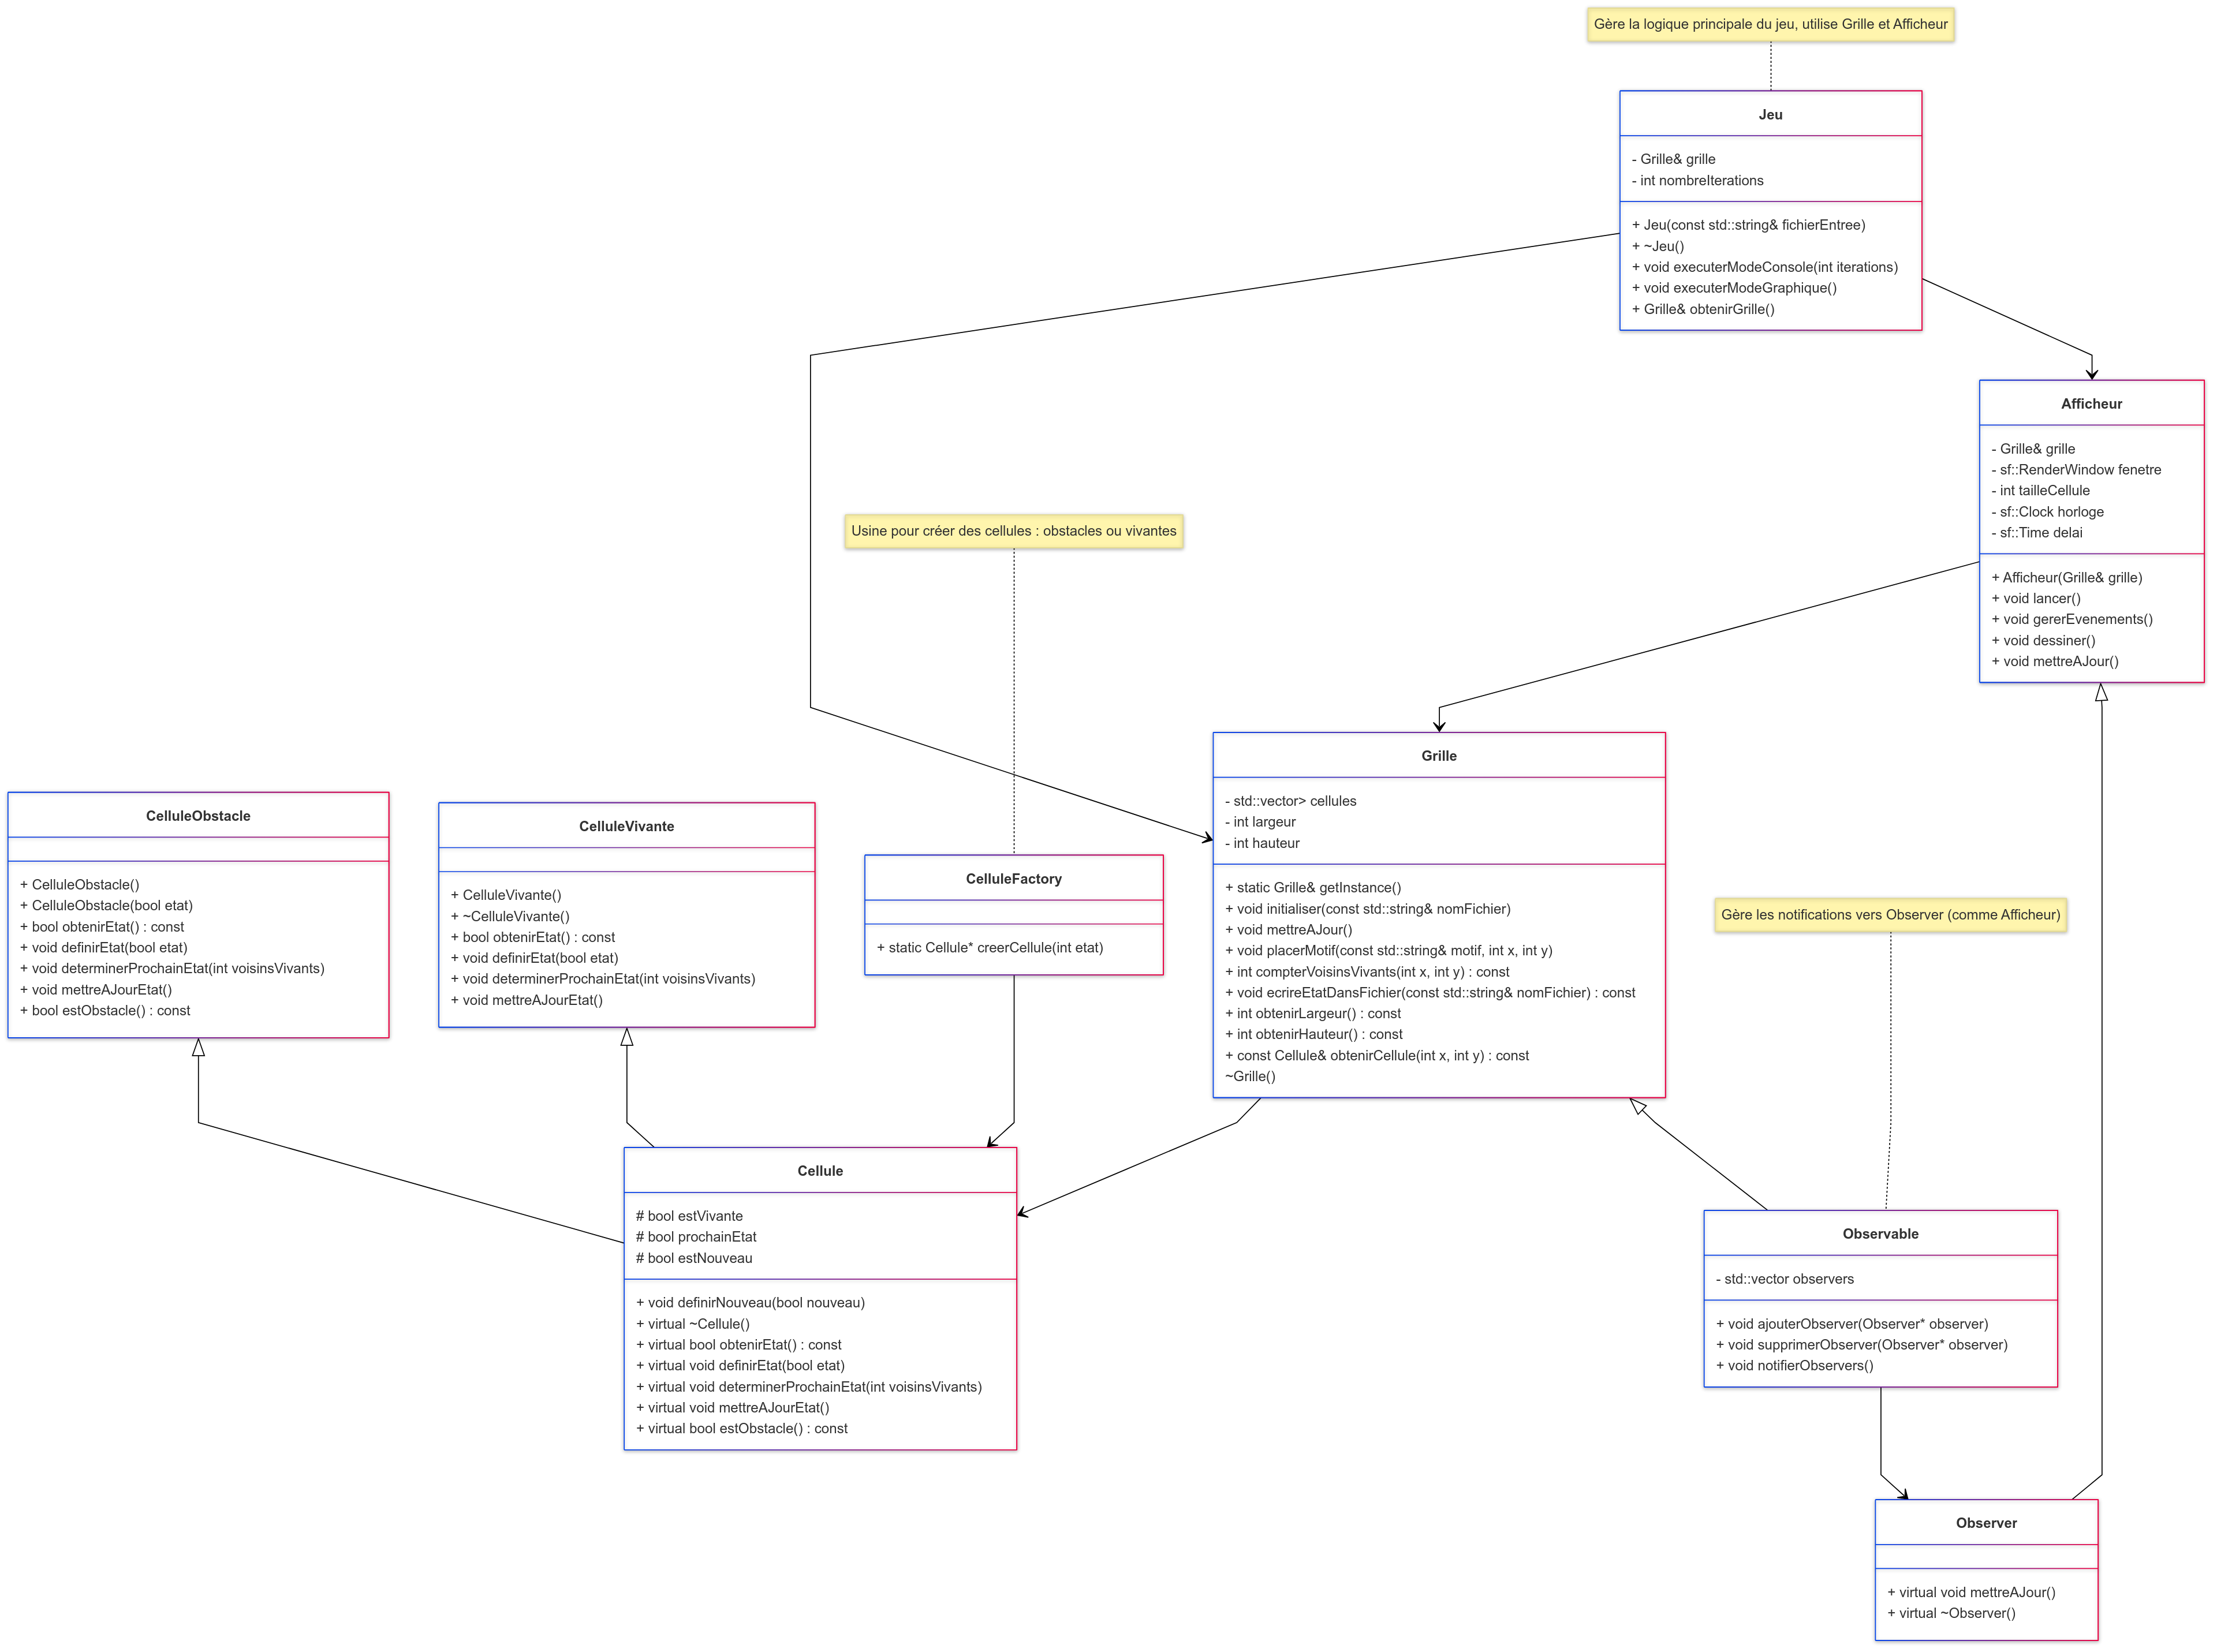 Gère la logique principale du jeu, utilise Grille et Afficheur
Jeu
- Grille& grille
- int nombreIterations
+ Jeu(const std::string& fichierEntree)
+ ~Jeu()
+ void executerModeConsole(int iterations)
+ void executerModeGraphique()
+ Grille& obtenirGrille()
Afficheur
- Grille& grille
- sf::RenderWindow fenetre
- int tailleCellule
- sf::Clock horloge
- sf::Time delai
+ Afficheur(Grille& grille)
+ void lancer()
+ void gererEvenements()
+ void dessiner()
+ void mettreAJour()
Usine pour créer des cellules : obstacles ou vivantes
Grille
- std::vector> cellules
- int largeur
- int hauteur
+ static Grille& getInstance()
+ void initialiser(const std::string& nomFichier)
+ void mettreAJour()
+ void placerMotif(const std::string& motif, int x, int y)
+ int compterVoisinsVivants(int x, int y) : const
+ void ecrireEtatDansFichier(const std::string& nomFichier) : const
+ int obtenirLargeur() : const
+ int obtenirHauteur() : const
+ const Cellule& obtenirCellule(int x, int y) : const
~Grille()
CelluleObstacle
+ CelluleObstacle()
+ CelluleObstacle(bool etat)
+ bool obtenirEtat() : const
+ void definirEtat(bool etat)
+ void determinerProchainEtat(int voisinsVivants)
+ void mettreAJourEtat()
+ bool estObstacle() : const
CelluleVivante
+ CelluleVivante()
+ ~CelluleVivante()
+ bool obtenirEtat() : const
+ void definirEtat(bool etat)
+ void determinerProchainEtat(int voisinsVivants)
+ void mettreAJourEtat()
CelluleFactory
+ static Cellule* creerCellule(int etat)
Gère les notifications vers Observer (comme Afficheur)
Cellule
# bool estVivante
# bool prochainEtat
# bool estNouveau
+ void definirNouveau(bool nouveau)
+ virtual ~Cellule()
+ virtual bool obtenirEtat() : const
+ virtual void definirEtat(bool etat)
+ virtual void determinerProchainEtat(int voisinsVivants)
+ virtual void mettreAJourEtat()
+ virtual bool estObstacle() : const
Observable
- std::vector observers
+ void ajouterObserver(Observer* observer)
+ void supprimerObserver(Observer* observer)
+ void notifierObservers()
Observer
+ virtual void mettreAJour()
+ virtual ~Observer()